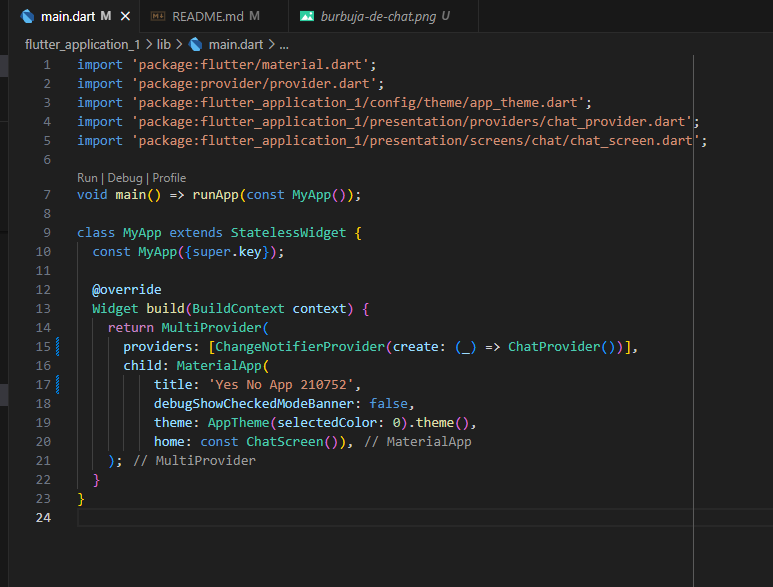 main.dart M README.md M burbuja-de-chat.png U
flutter_application_1 > lib > main.dart > ...
1 import 'package:flutter/material.dart';
2 import 'package:provider/provider.dart';
3 import 'package:flutter_application_1/config/theme/app_theme.dart';
4 import 'package:flutter_application_1/presentation/providers/chat_provider.dart';
5 import 'package:flutter_application_1/presentation/screens/chat/chat_screen.dart';
6
Run | Debug | Profile
7 void main() => runApp(const MyApp());
8
9 class MyApp extends StatelessWidget {
10   const MyApp({super.key});
11
12   @override
13   Widget build(BuildContext context) {
14     return MultiProvider(
15       providers: [ChangeNotifierProvider(create: (_) => ChatProvider())],
16       child: MaterialApp(
17           title: 'Yes No App 210752',
18           debugShowCheckedModeBanner: false,
19           theme: AppTheme(selectedColor: 0).theme(),
20           home: const ChatScreen()), // MaterialApp
21     ); // MultiProvider
22   }
23 }
24